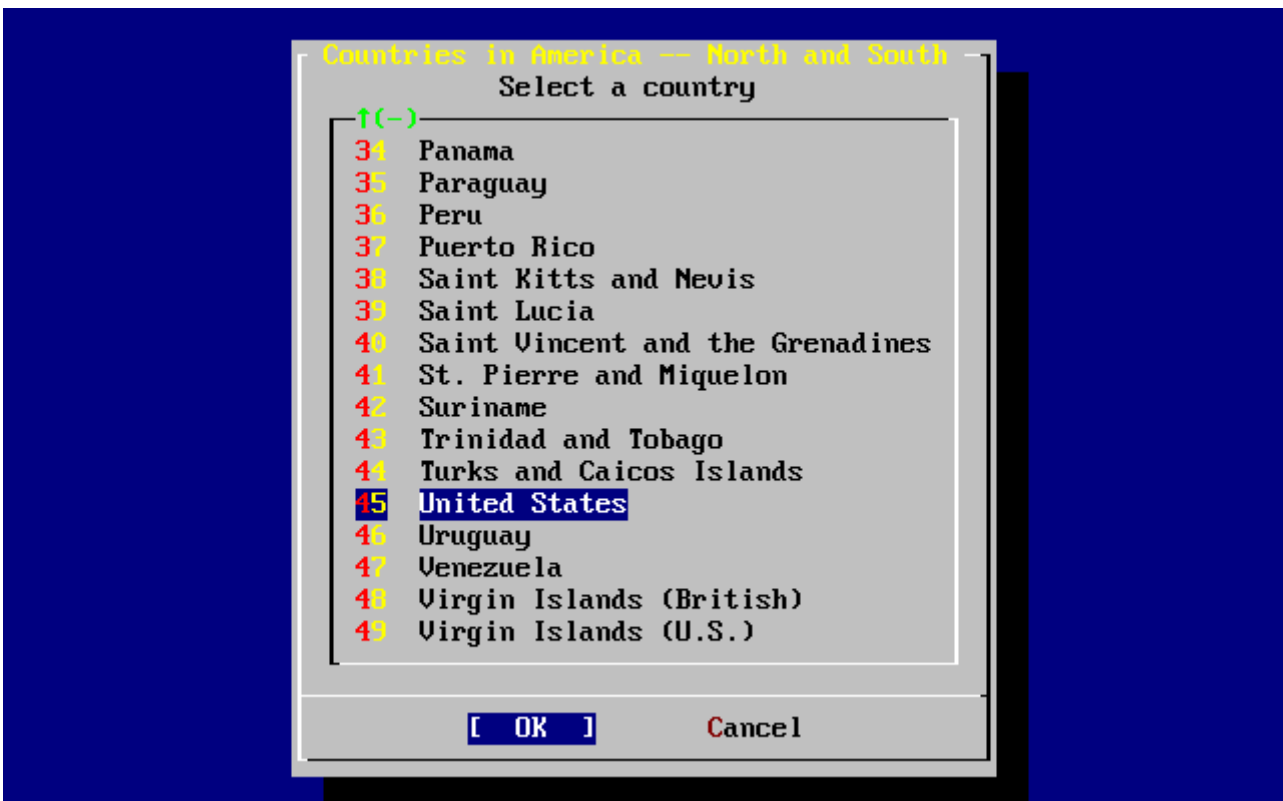 Countries in America -- North and South
Select a country
↑(-)
34 Panama
35 Paraguay
36 Peru
37 Puerto Rico
38 Saint Kitts and Nevis
39 Saint Lucia
40 Saint Vincent and the Grenadines
41 St. Pierre and Miquelon
42 Suriname
43 Trinidad and Tobago
44 Turks and Caicos Islands
45 United States
46 Uruguay
47 Venezuela
48 Virgin Islands (British)
49 Virgin Islands (U.S.)
[ OK ] Cancel